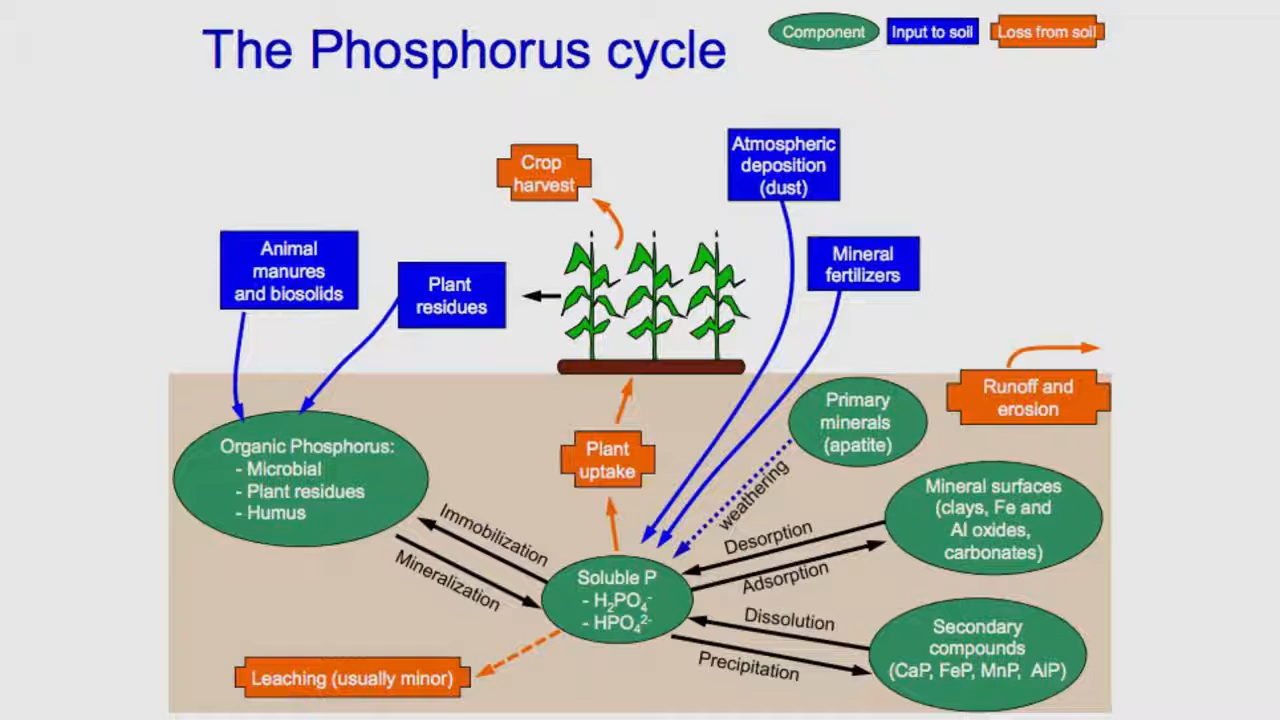 The Phosphorus cycle
Component
Input to soil
Loss from soil
Atmospheric
deposition
(dust)
Crop
harvest
Animal
manures
and biosolids
Plant
residues
Mineral
fertilizers
Runoff and
erosion
Primary
minerals
(apatite)
Organic Phosphorus:
- Microbial
- Plant residues
- Humus
Plant
uptake
weathering
Mineral surfaces
(clays, Fe and
Al oxides,
carbonates)
Immobilization
Mineralization
Desorption
Adsorption
Soluble P
- H₂PO₄⁻
- HPO₄²⁻
Dissolution
Precipitation
Secondary
compounds
(CaP, FeP, MnP, AlP)
Leaching (usually minor)